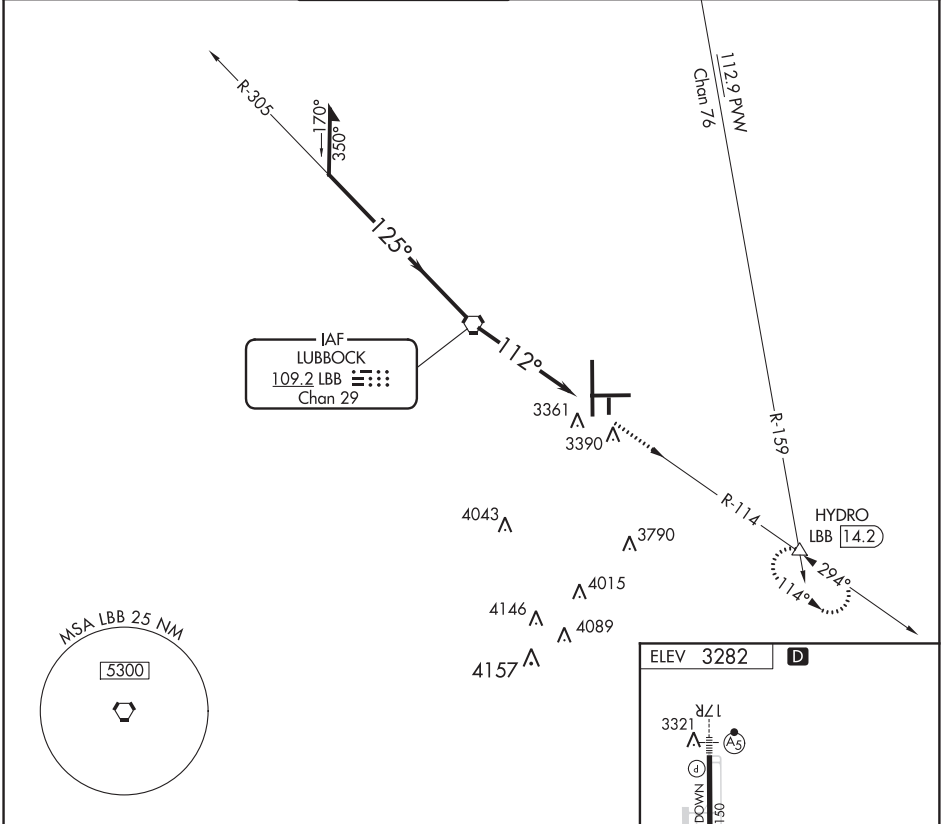 R-305
170°
350°
112.9 PVW
Chan 76
125°
IAF
LUBBOCK
109.2 LBB
Chan 29
112°
3361
3390
R-159
R-114
HYDRO
LBB 14.2
294°
114°
4043
3790
4015
4146
4089
4157
MSA LBB 25 NM
5300
ELEV 3282 D
17R
3321
A5
P
DOWN
150